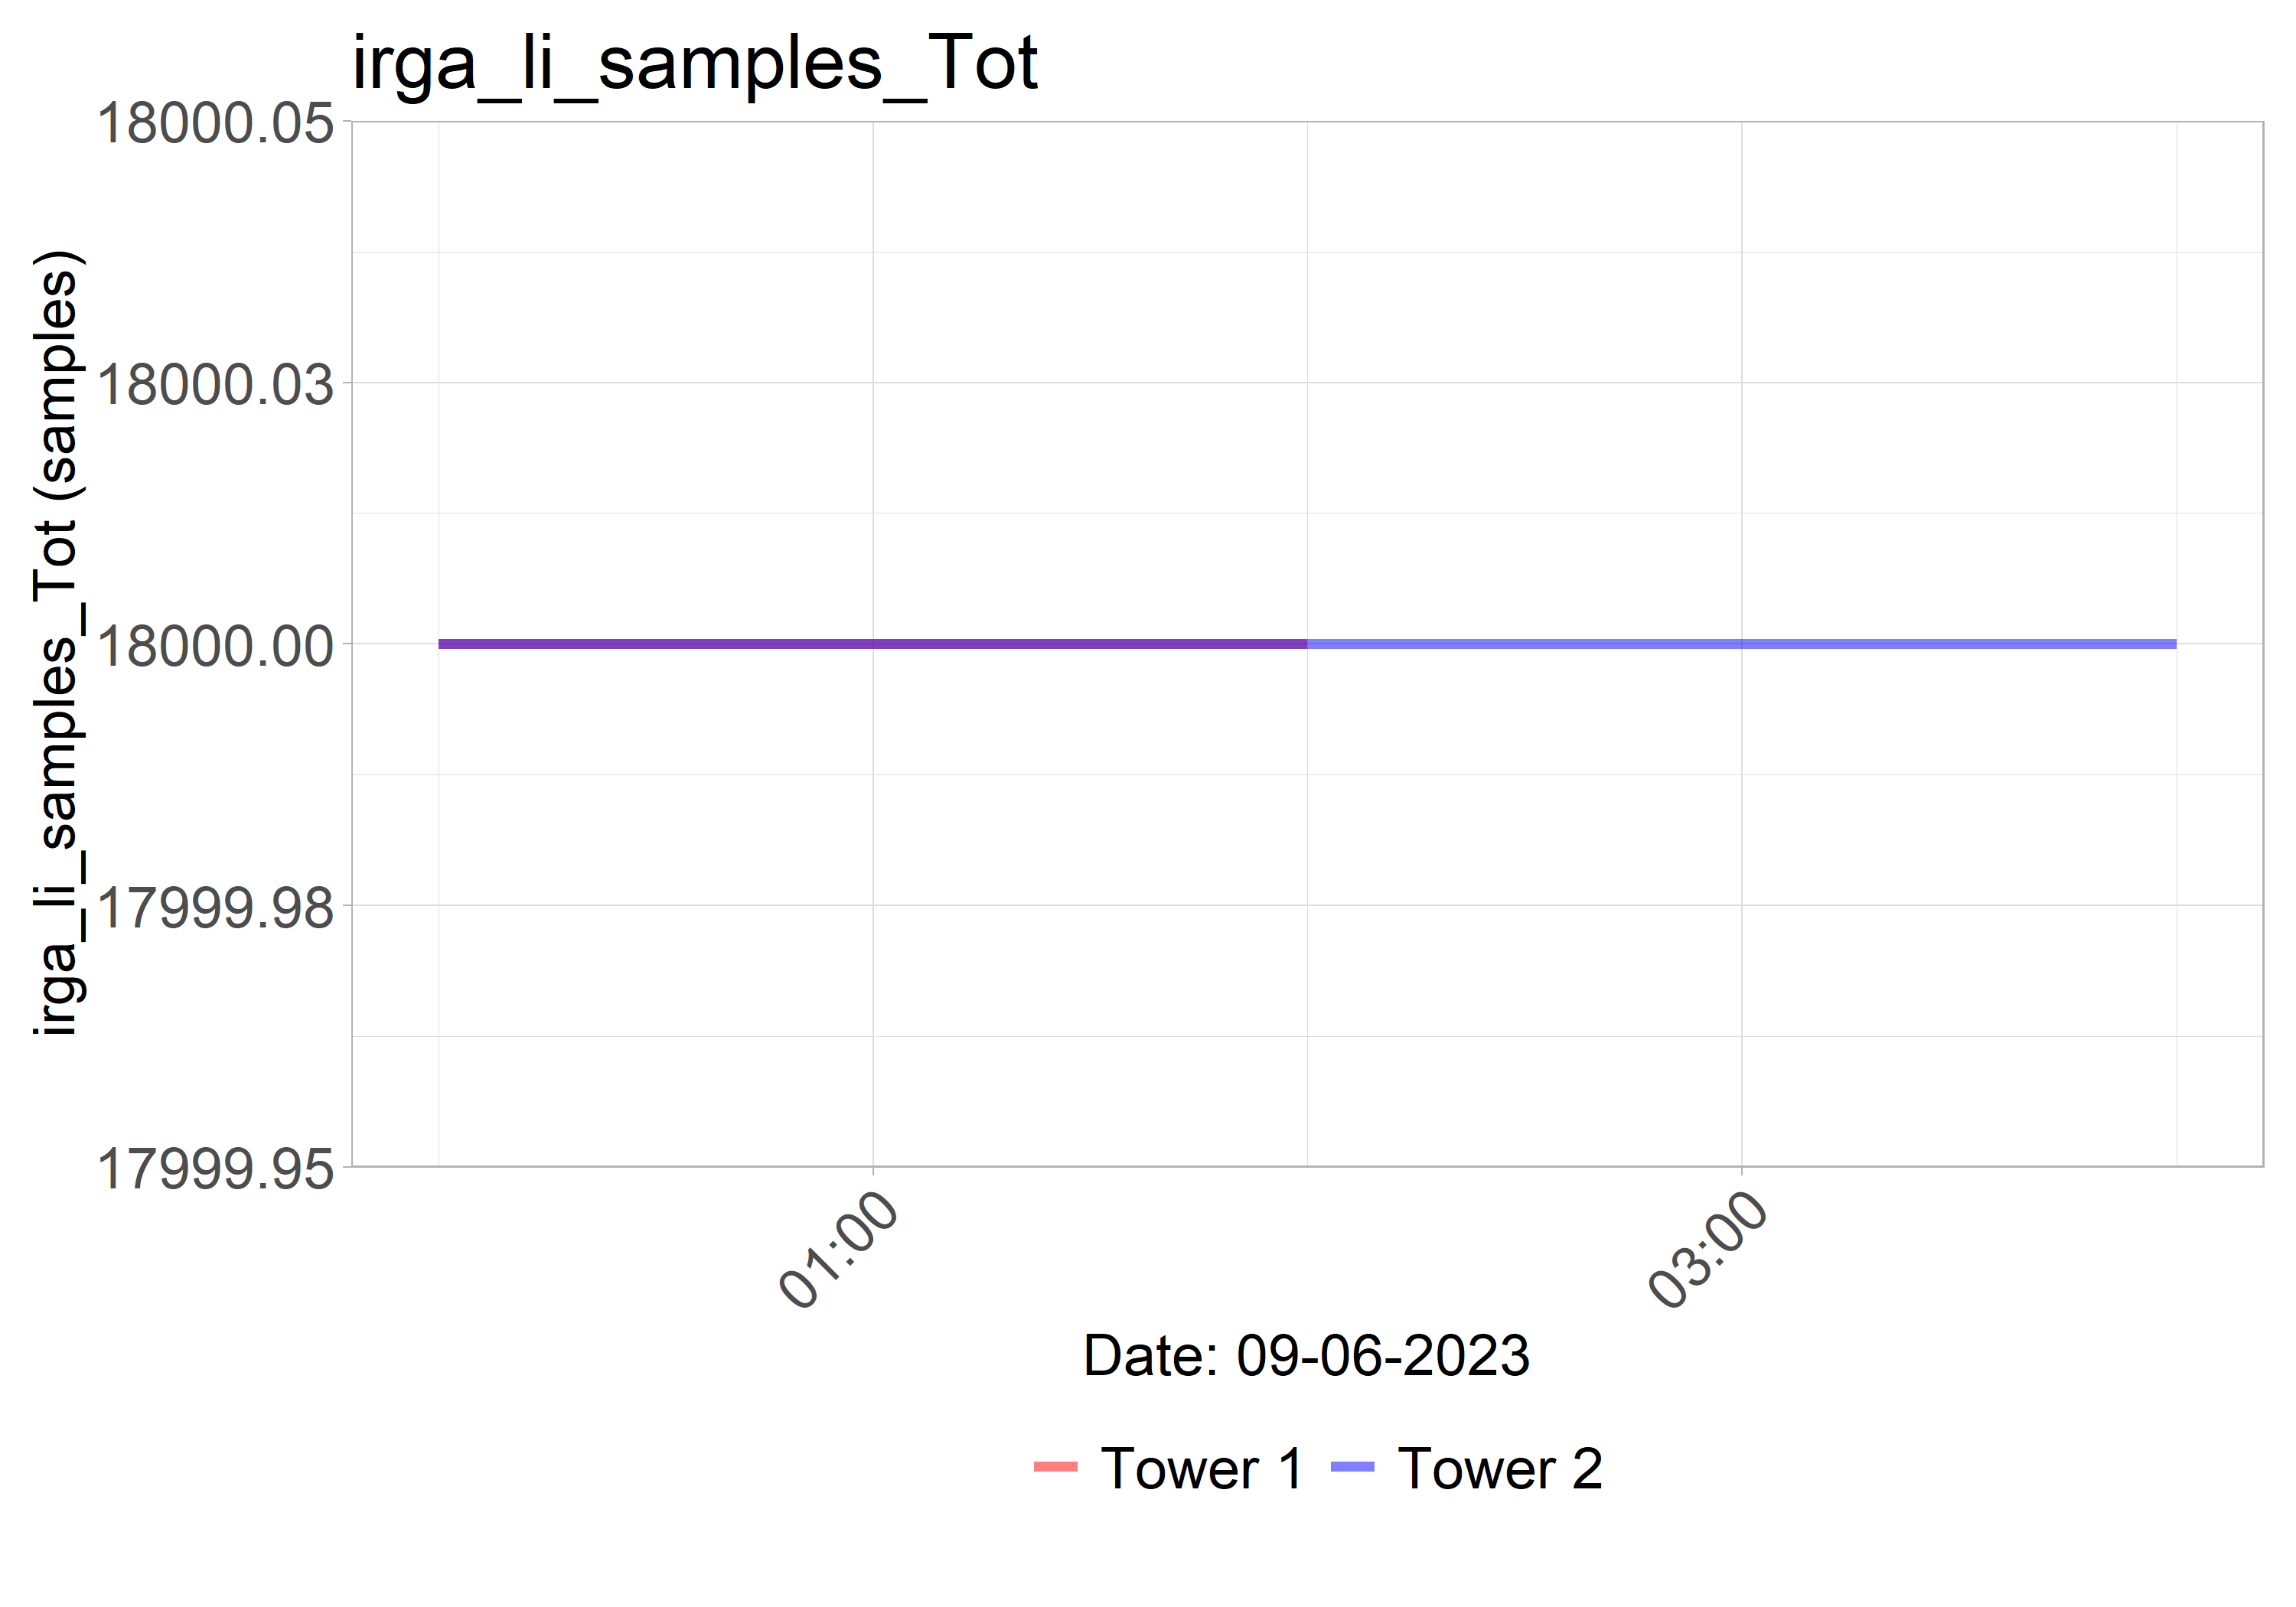 irga_li_samples_Tot
18000.05
18000.03
18000.00
17999.98
17999.95
irga_li_samples_Tot (samples)
01:00
03:00
Date: 09-06-2023
Tower 1
Tower 2